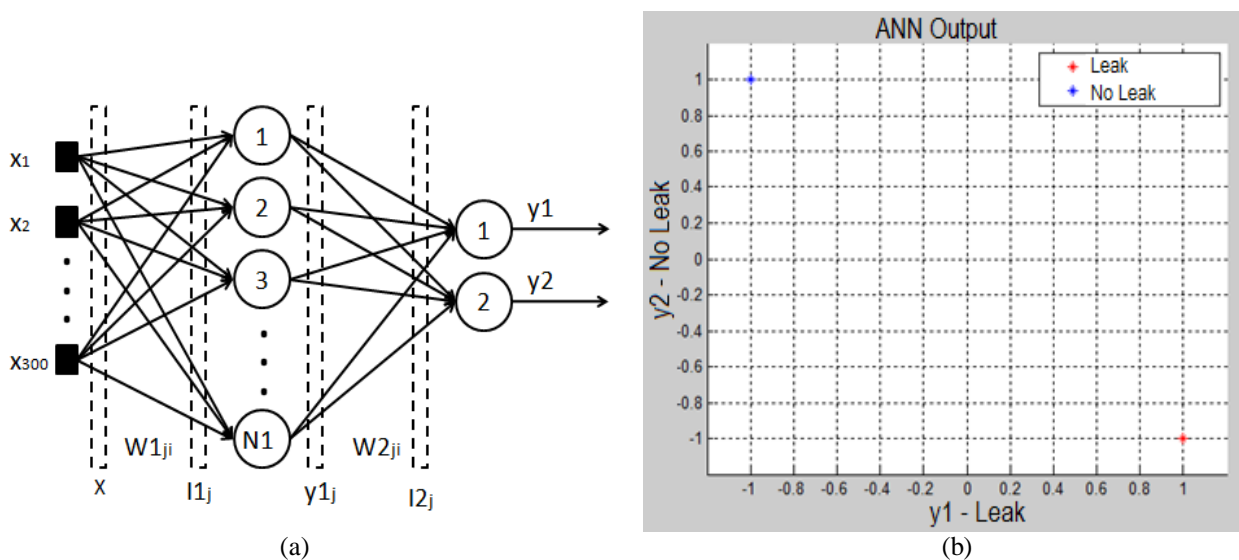 x1
x2
x300
1
2
3
N1
1
2
y1
y2
W1ji
W2ji
x
I1j
y1j
I2j
(a)
ANN Output
Leak
No Leak
y2 - No Leak
1
0.8
0.6
0.4
0.2
0
-0.2
-0.4
-0.6
-0.8
-1
-1 -0.8 -0.6 -0.4 -0.2 0 0.2 0.4 0.6 0.8 1
y1 - Leak
(b)